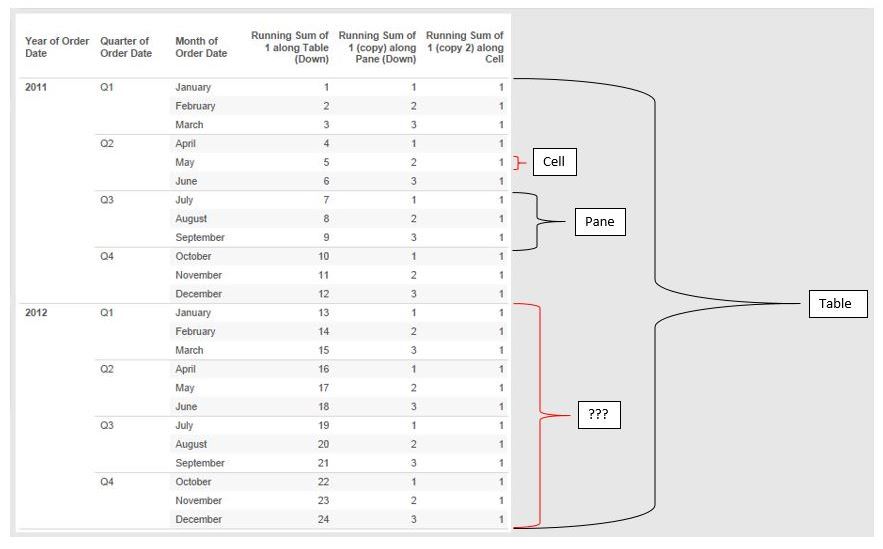 Year of Order Date Quarter of Order Date Month of Order Date Running Sum of 1 along Table (Down) Running Sum of 1 (copy) along Pane (Down) Running Sum of 1 (copy 2) along Cell
2011 Q1 January 1 1 1
February 2 2 1
March 3 3 1
Q2 April 4 1 1
May 5 2 1
Cell
June 6 3 1
Q3 July 7 1 1
August 8 2 1
Pane
September 9 3 1
Q4 October 10 1 1
November 11 2 1
December 12 3 1
Table
2012 Q1 January 13 1 1
February 14 2 1
March 15 3 1
Q2 April 16 1 1
May 17 2 1
June 18 3 1
???
Q3 July 19 1 1
August 20 2 1
September 21 3 1
Q4 October 22 1 1
November 23 2 1
December 24 3 1